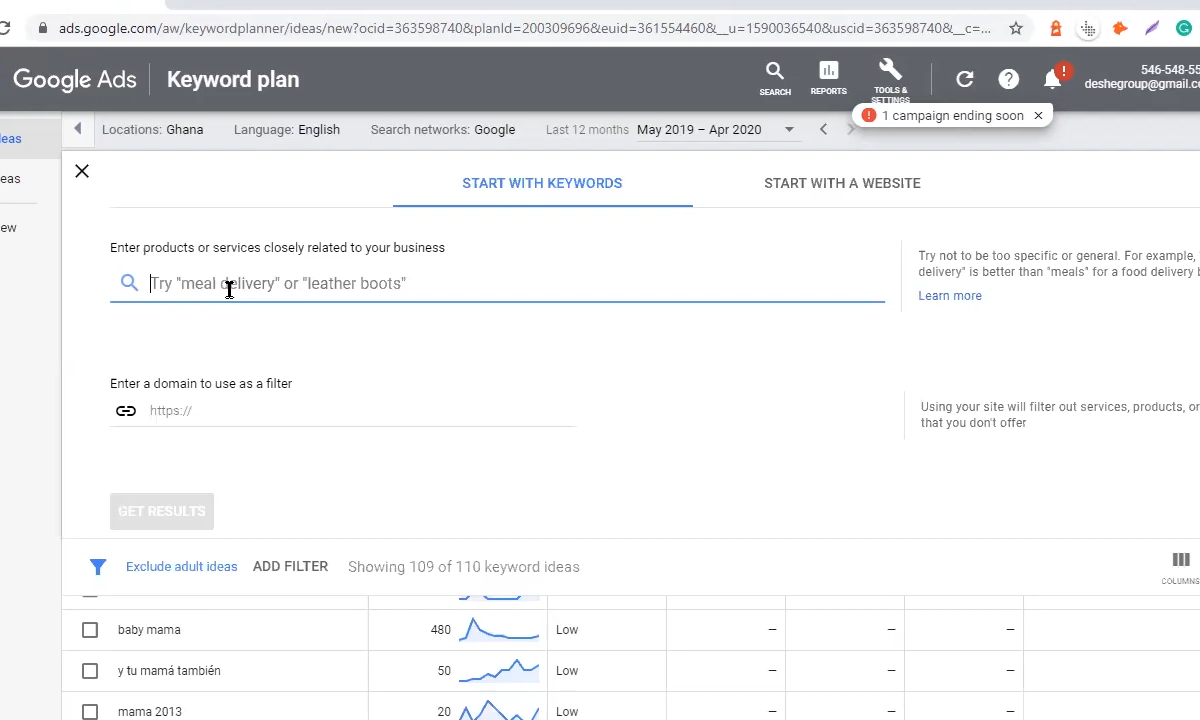 ads.google.com/aw/keywordplanner/ideas/new?ocid=363598740&planId=200309696&euid=361554460&__u=1590036540&uscid=363598740&__c=...
Google Ads
Keyword plan
SEARCH
REPORTS
TOOLS &
SETTINGS
546-548-55
deshegroup@gmail.co
1 campaign ending soon
deas
Locations: Ghana
Language: English
Search networks: Google
Last 12 months
May 2019 – Apr 2020
eas
ew
START WITH KEYWORDS
START WITH A WEBSITE
Enter products or services closely related to your business
Try "meal delivery" or "leather boots"
Try not to be too specific or general. For example, "
delivery" is better than "meals" for a food delivery b
Learn more
Enter a domain to use as a filter
https://
Using your site will filter out services, products, or
that you don't offer
GET RESULTS
Exclude adult ideas
ADD FILTER
Showing 109 of 110 keyword ideas
COLUMNS
baby mama
480
Low
–
–
–
y tu mamá también
50
Low
–
–
–
mama 2013
20
Low
–
–
–